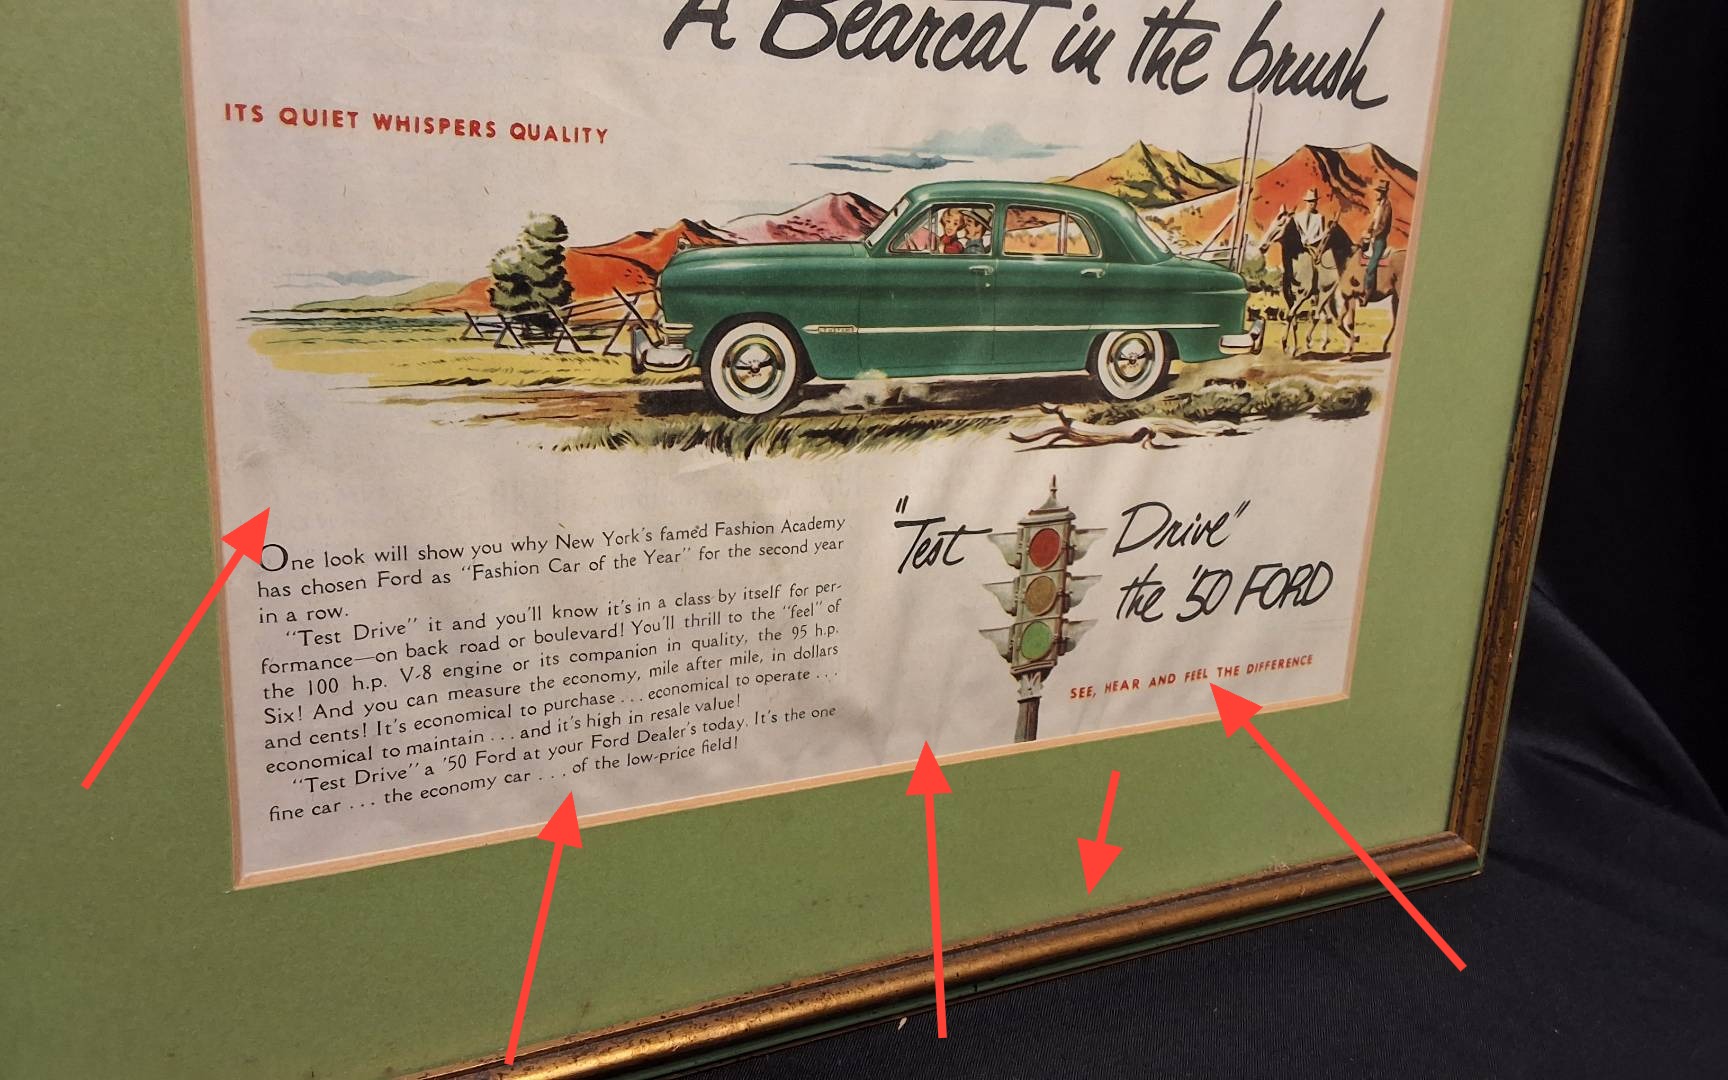 A Bearcat in the brush
ITS QUIET WHISPERS QUALITY
One look will show you why New York's famed Fashion Academy
has chosen Ford as "Fashion Car of the Year" for the second year
in a row.
"Test Drive" it and you'll know it's in a class by itself for per-
formance—on back road or boulevard! You'll thrill to the "feel" of
the 100 h.p. V-8 engine or its companion in quality, the 95 h.p.
Six! And you can measure the economy, mile after mile, in dollars
and cents! It's economical to purchase . . . economical to operate . . .
economical to maintain . . . and it's high in resale value!
"Test Drive" a '50 Ford at your Ford Dealer's today. It's the one
fine car . . . the economy car . . . of the low-price field!
"Test Drive"
the '50 FORD
SEE, HEAR AND FEEL THE DIFFERENCE